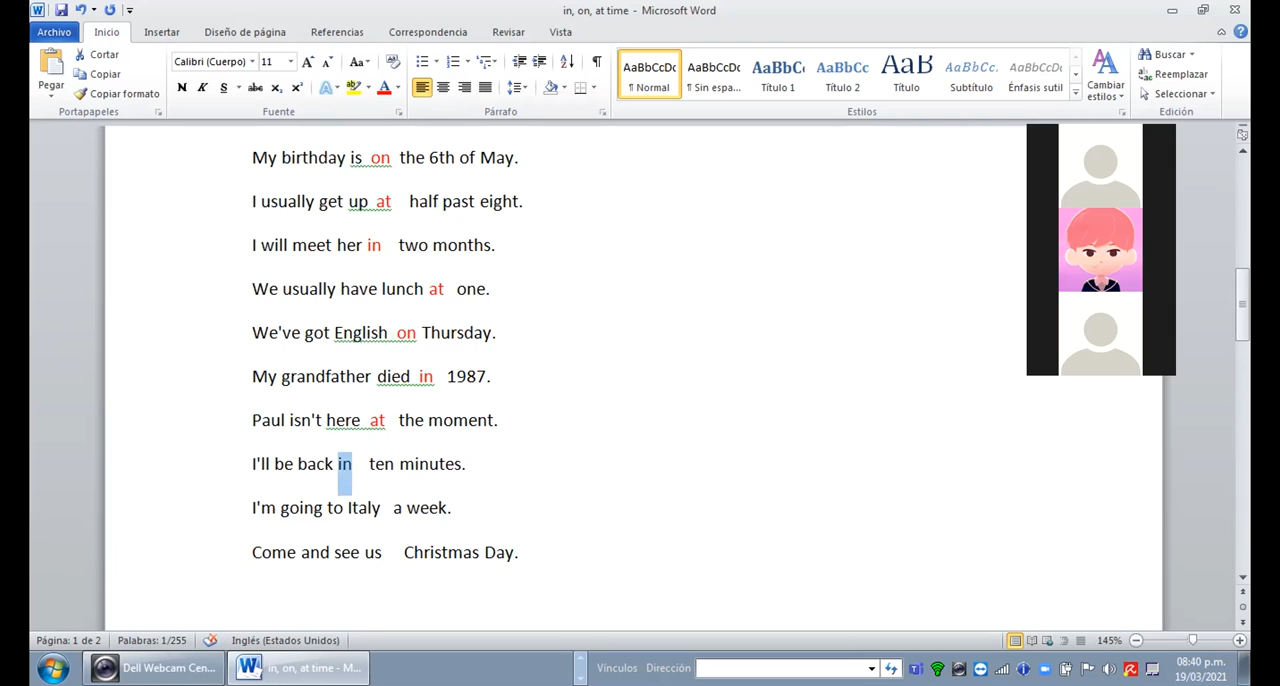 in, on, at time - Microsoft Word
Archivo Inicio Insertar Diseño de página Referencias Correspondencia Revisar Vista
Pegar
Cortar
Copiar
Copiar formato
Portapapeles
Calibri (Cuerpo) 11
Fuente
Párrafo
AaBbCcDc AaBbCcDc AaBbC AaBbCc AaB AaBbCc. AaBbCcDc
¶ Normal ¶ Sin espa... Título 1 Título 2 Título Subtítulo Énfasis sutil
Estilos
Cambiar
estilos
Buscar
Reemplazar
Seleccionar
Edición
My birthday is on the 6th of May.
I usually get up at half past eight.
I will meet her in two months.
We usually have lunch at one.
We've got English on Thursday.
My grandfather died in 1987.
Paul isn't here at the moment.
I'll be back in ten minutes.
I'm going to Italy a week.
Come and see us Christmas Day.
Página: 1 de 2 Palabras: 1/255 Inglés (Estados Unidos) 145%
Dell Webcam Cen... in, on, at time - M... Vínculos Dirección
08:40 p.m.
19/03/2021